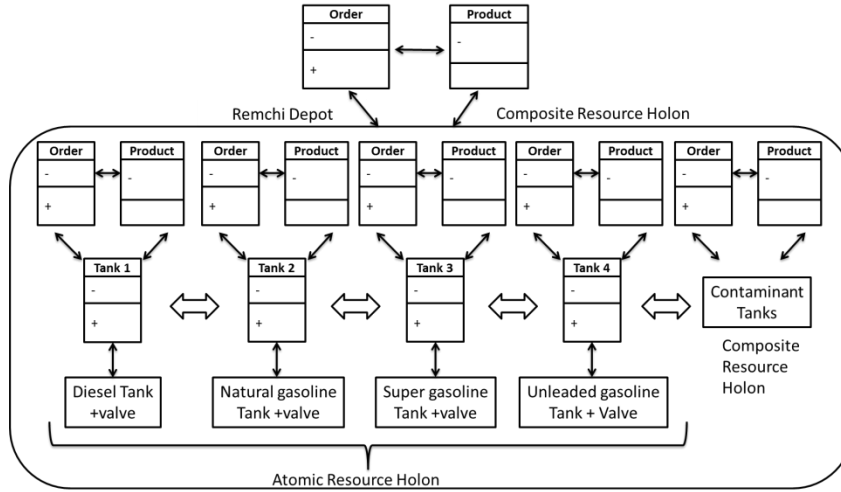 Order
Product
-
-
+
Remchi Depot
Composite Resource Holon
Order Product Order Product Order Product Order Product Order Product
- - - - - - - - - -
+ + + + +
Tank 1
Tank 2
Tank 3
Tank 4
- - - -
+ + + +
Contaminant
Tanks
Composite
Resource
Holon
Diesel Tank
+valve
Natural gasoline
Tank +valve
Super gasoline
Tank +valve
Unleaded gasoline
Tank + Valve
Atomic Resource Holon